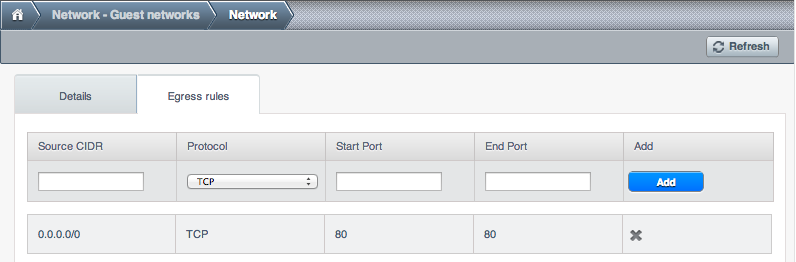 Network - Guest networks Network
Refresh
Details Egress rules
Source CIDR Protocol Start Port End Port Add
TCP Add
0.0.0.0/0 TCP 80 80